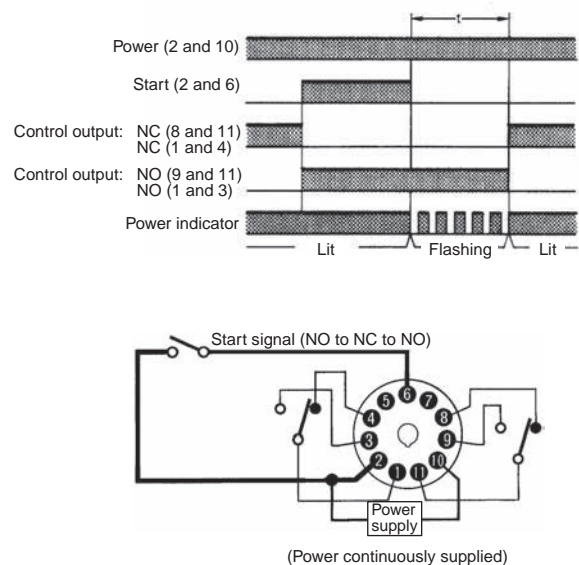 t
Power (2 and 10)
Start (2 and 6)
Control output: NC (8 and 11)
NC (1 and 4)
Control output: NO (9 and 11)
NO (1 and 3)
Power indicator
Lit Flashing Lit
Start signal (NO to NC to NO)
6
5 7
4 8
3 9
2 10
1 11
Power
supply
(Power continuously supplied)